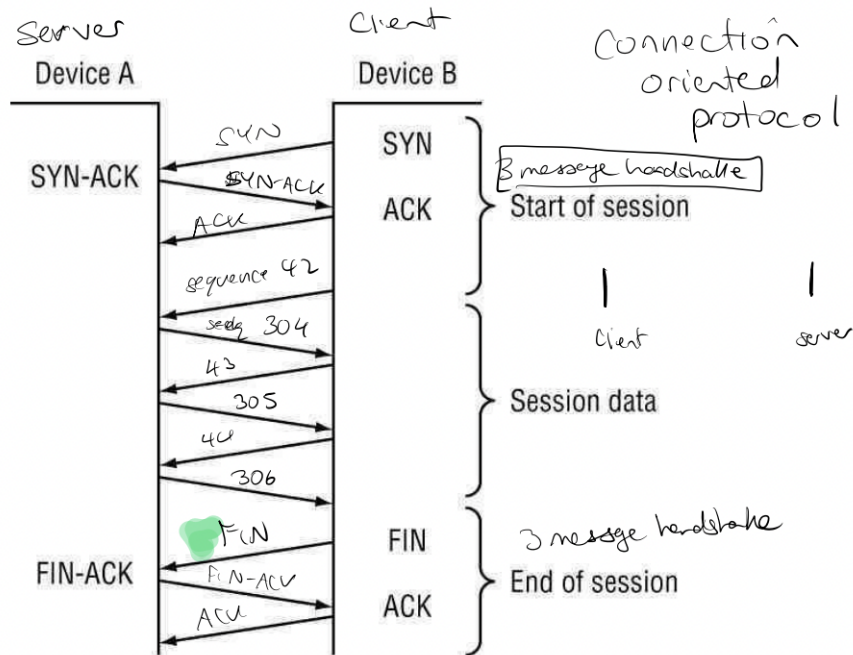 Server
Client
Connection
oriented
protocol
Device A
Device B
SYN
SYN
SYN-ACK
SYN-ACK
3 message handshake
ACK
ACK
Start of session
sequence 42
304
client
server
43
305
Session data
44
306
FIN
FIN
3 messge handshake
FIN-ACK
FIN-ACK
End of session
ACK
ACK